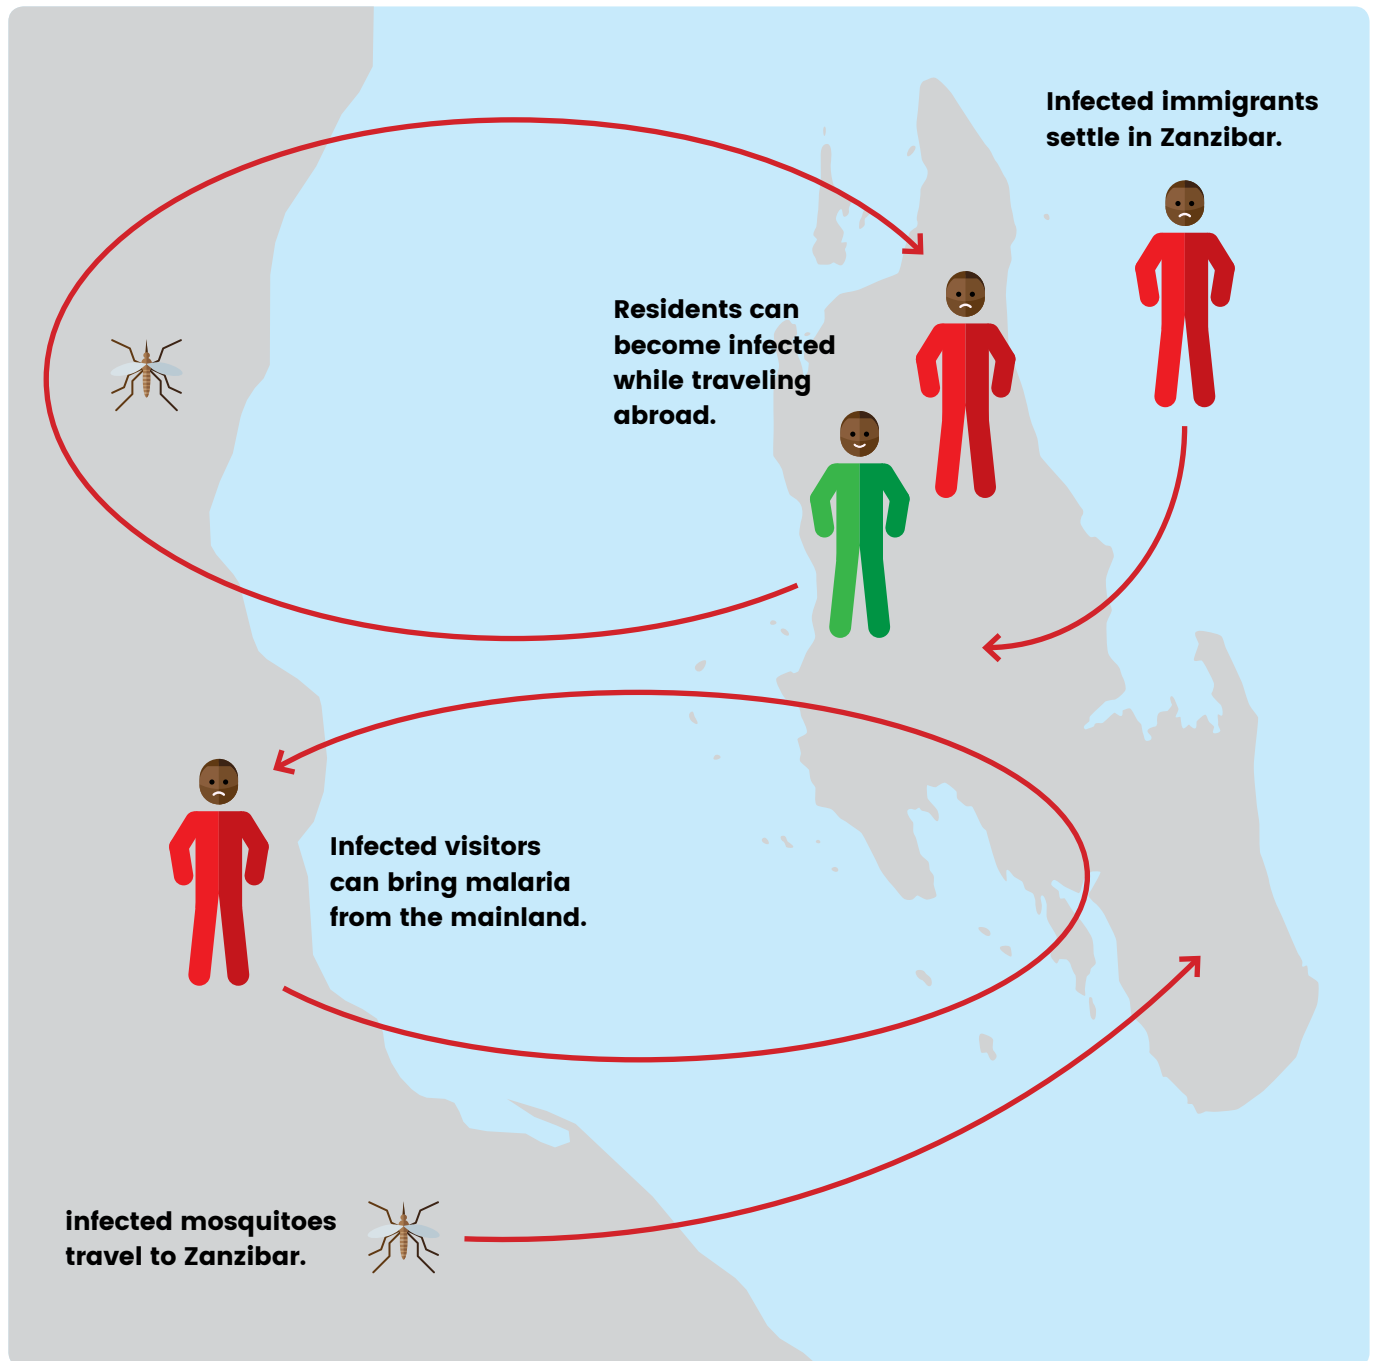 Infected immigrants
settle in Zanzibar.
Residents can
become infected
while traveling
abroad.
Infected visitors
can bring malaria
from the mainland.
infected mosquitoes
travel to Zanzibar.